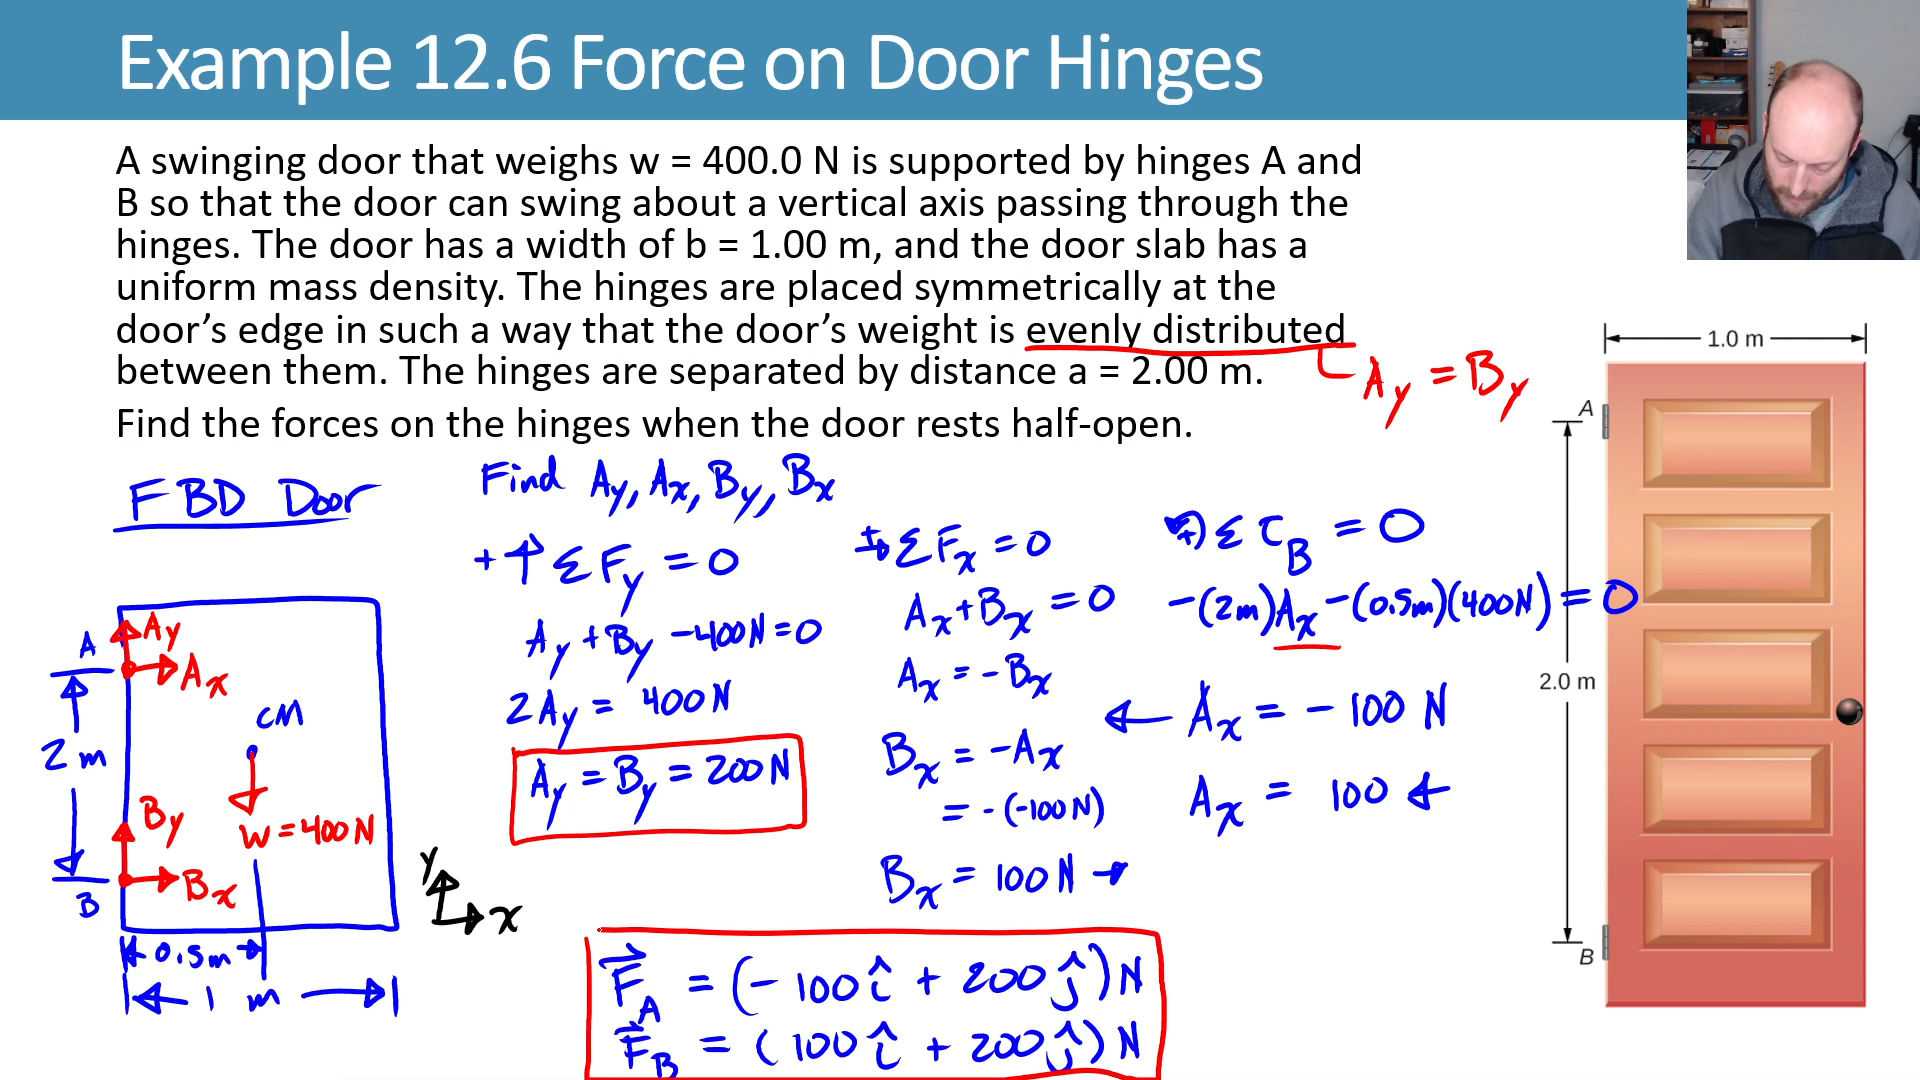 Example 12.6 Force on Door Hinges
A swinging door that weighs w = 400.0 N is supported by hinges A and
B so that the door can swing about a vertical axis passing through the
hinges. The door has a width of b = 1.00 m, and the door slab has a
uniform mass density. The hinges are placed symmetrically at the
door’s edge in such a way that the door’s weight is evenly distributed
between them. The hinges are separated by distance a = 2.00 m.
Ay = By
Find the forces on the hinges when the door rests half-open.
FBD Door
A
Ay
Ax
2 m
CM
By
W = 400 N
Bx
B
0.5m
1 m
y
x
Find Ay, Ax, By, Bx
+↑ ΣFy = 0
Ay + By - 400N = 0
2Ay = 400 N
Ay = By = 200 N
+→ ΣFx = 0
Ax + Bx = 0
Ax = - Bx
Bx = - Ax
= - (-100 N)
Bx = 100 N →
+) ΣτB = 0
-(2m)Ax - (0.5m)(400N) = 0
← Ax = - 100 N
Ax = 100 ←
F⃗A = (- 100 î + 200 ĵ) N
F⃗B = (100 î + 200 ĵ) N
1.0 m
A
2.0 m
B